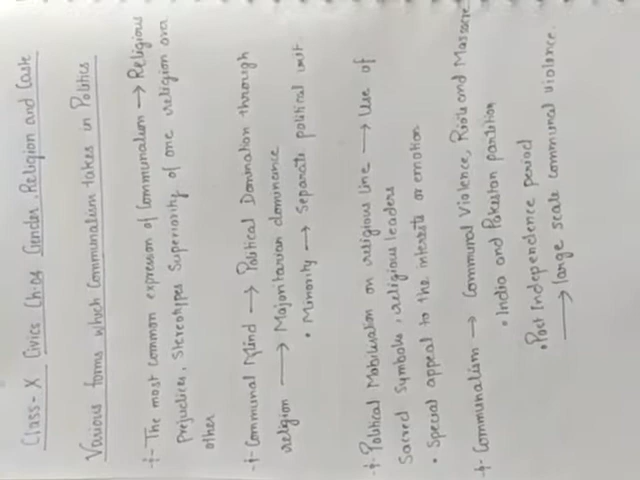 Class-X Civics Ch:04 Gender, Religion and Caste
Various forms which Communalism takes in Politics
-:- The most common expression of Communalism → Religious
Prejudices, Stereotypes Superiority of one religion over
other
-:- Communal Mind → Political Domination through
religion → Majoritarian dominance
• Minority → Separate political unit.
-:- Political Mobilisation on religious line → Use of
Sacred Symbols, religious leaders
• Special appeal to the interests or emotion
-:- Communalism → Communal Violence, Riots and Massacre
• India and Pakistan partition
• Post Independence period
→ large scale communal violence.